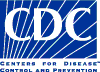 CDC
CENTERS FOR DISEASE
CONTROL AND PREVENTION